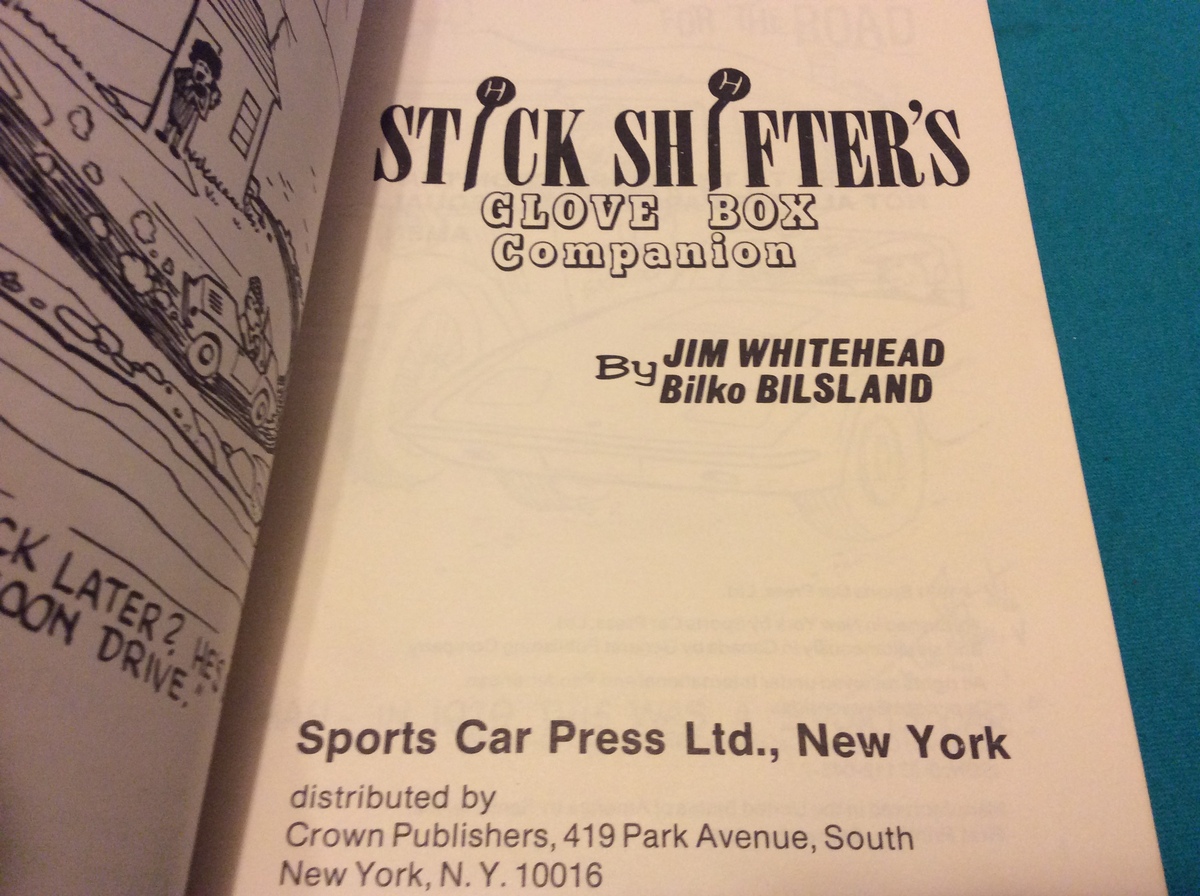 CK LATER? HE'S
OON DRIVE."
STICK SHIFTER'S
GLOVE BOX
Companion
By JIM WHITEHEAD
Bilko BILSLAND
Sports Car Press Ltd., New York
distributed by
Crown Publishers, 419 Park Avenue, South
New York, N. Y. 10016